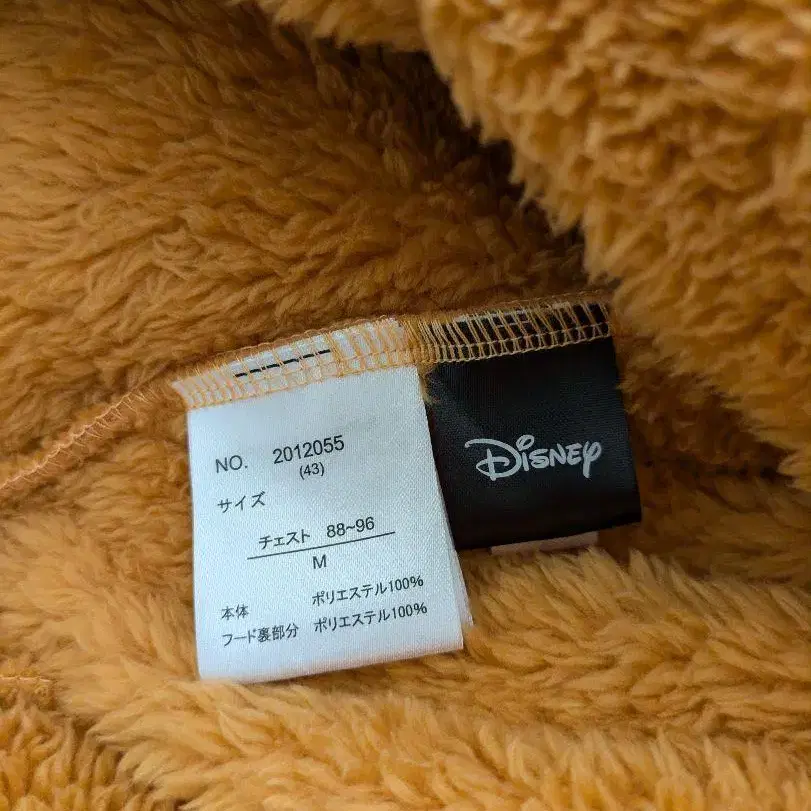 NO. 2012055
(43)
サイズ
チェスト 88~96
M
本体 ポリエステル100%
フード裏部分 ポリエステル100%
Disney